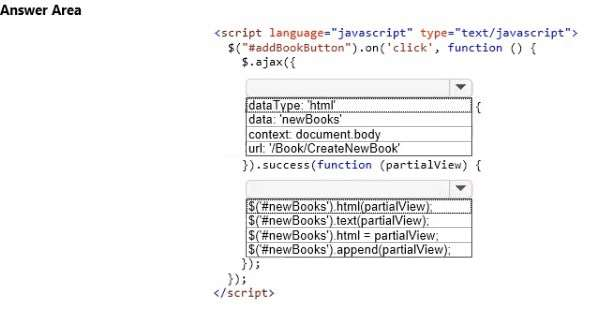 Answer Area
<script language="javascript" type="text/javascript">
$("#addBookButton").on('click', function () {
$.ajax({
dataType: 'html'
{
data: 'newBooks'
context: document.body
url: '/Book/CreateNewBook'
}).success(function (partialView) {
$('#newBooks').html(partialView);
$('#newBooks').text(partialView);
$('#newBooks').html = partialView;
$('#newBooks').append(partialView);
});
});
</script>